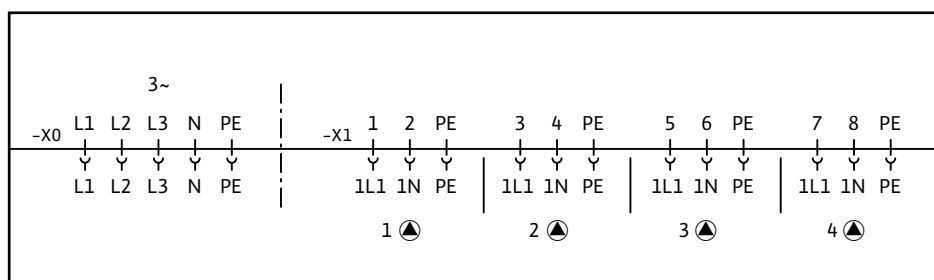 3~
-X0 L1 L2 L3 N PE -X1 1 2 PE 3 4 PE 5 6 PE 7 8 PE
L1 L2 L3 N PE 1L1 1N PE 1L1 1N PE 1L1 1N PE 1L1 1N PE
1 2 3 4